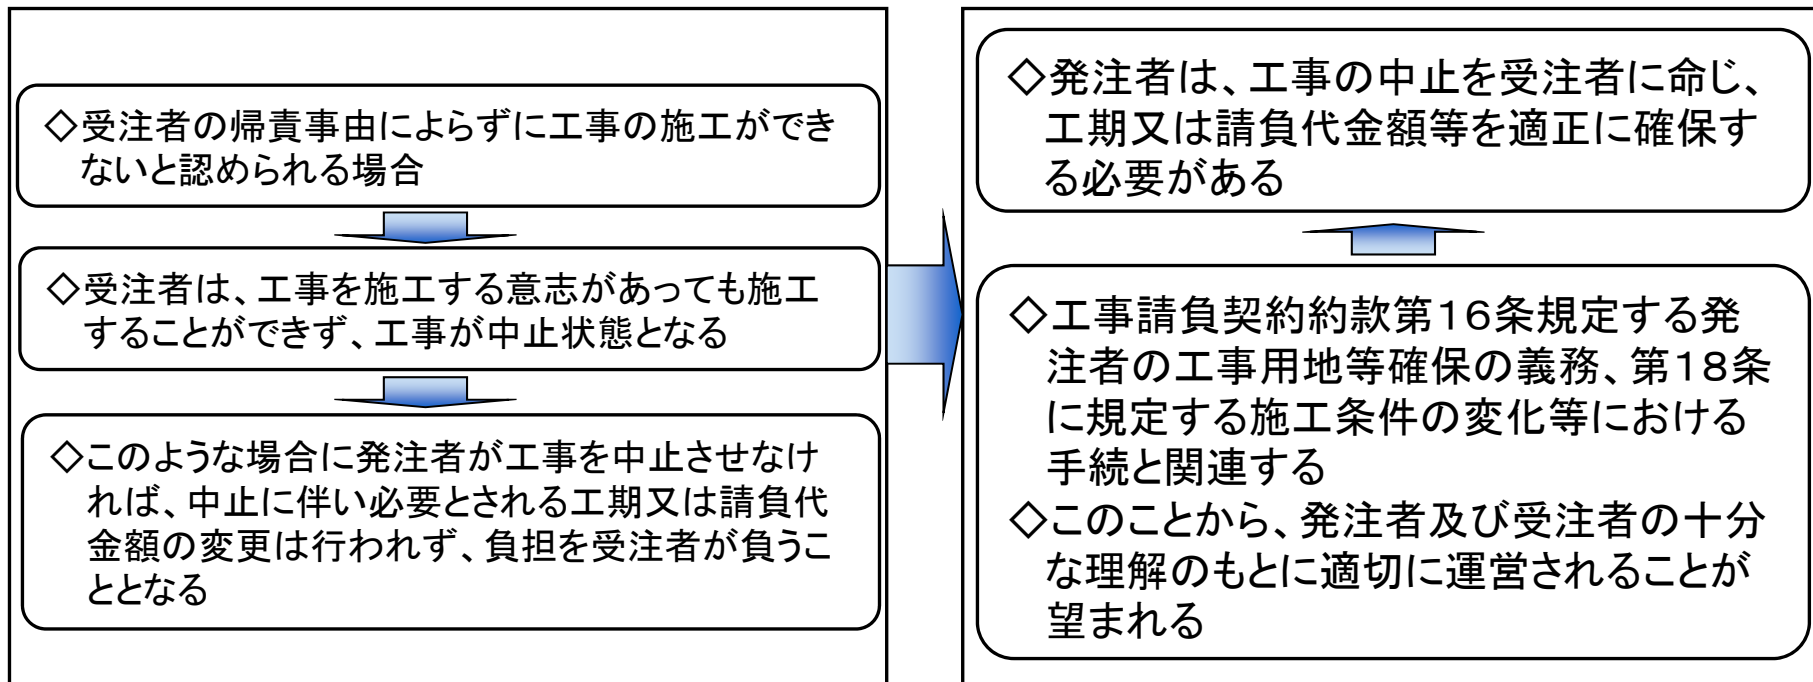 ◇受注者の帰責事由によらずに工事の施工ができ
ないと認められる場合
◇受注者は、工事を施工する意志があっても施工
することができず、工事が中止状態となる
◇このような場合に発注者が工事を中止させなけ
れば、中止に伴い必要とされる工期又は請負代
金額の変更は行われず、負担を受注者が負うこ
ととなる
◇発注者は、工事の中止を受注者に命じ、
工期又は請負代金額等を適正に確保す
る必要がある
◇工事請負契約約款第16条規定する発
注者の工事用地等確保の義務、第18条
に規定する施工条件の変化等における
手続と関連する
◇このことから、発注者及び受注者の十分
な理解のもとに適切に運営されることが
望まれる